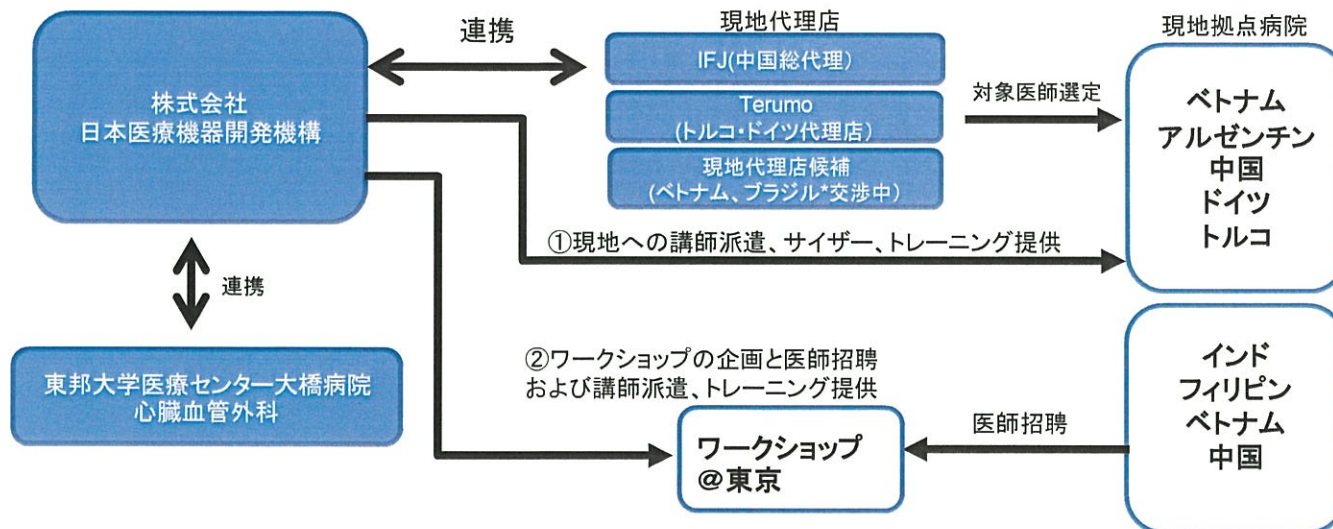 株式会社
日本医療機器開発機構
連携
現地代理店
IFJ(中国総代理)
Terumo
(トルコ・ドイツ代理店)
現地代理店候補
(ベトナム、ブラジル*交渉中)
対象医師選定
現地拠点病院
ベトナム
アルゼンチン
中国
ドイツ
トルコ
①現地への講師派遣、サイザー、トレーニング提供
連携
東邦大学医療センター大橋病院
心臓血管外科
②ワークショップの企画と医師招聘
および講師派遣、トレーニング提供
ワークショップ
@東京
医師招聘
インド
フィリピン
ベトナム
中国